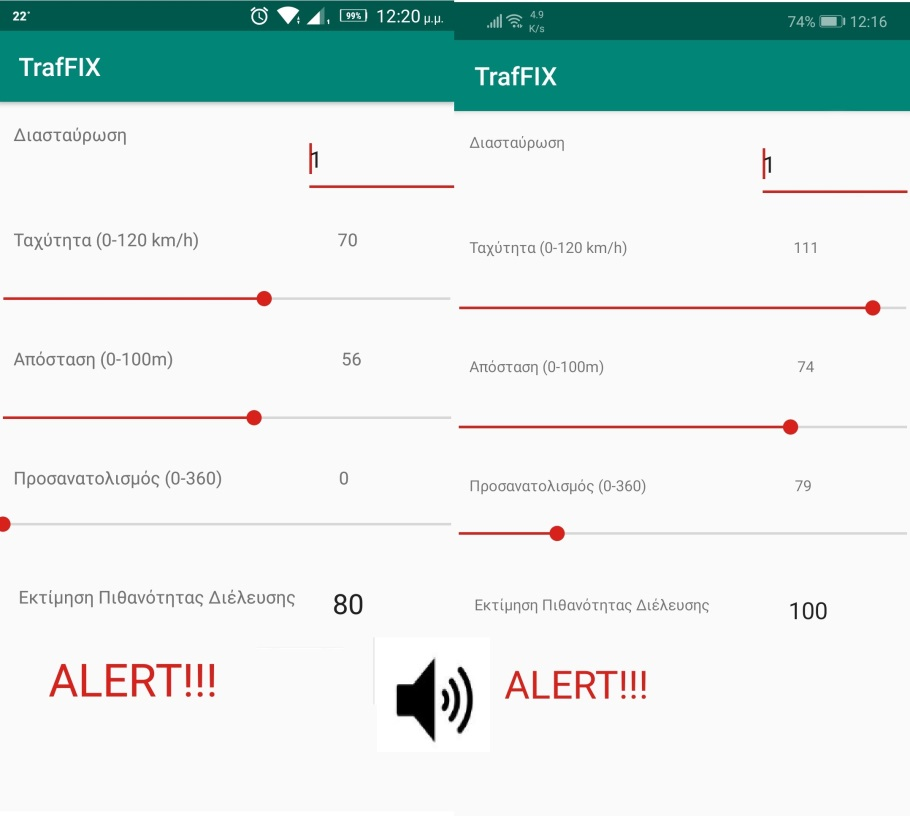 22°
99% 12:20 μ.μ.
TrafFIX
Διασταύρωση
1
Ταχύτητα (0-120 km/h) 70
Απόσταση (0-100m) 56
Προσανατολισμός (0-360) 0
Εκτίμηση Πιθανότητας Διέλευσης 80
ALERT!!!
4.9
K/s
74% 12:16
TrafFIX
Διασταύρωση
1
Ταχύτητα (0-120 km/h) 111
Απόσταση (0-100m) 74
Προσανατολισμός (0-360) 79
Εκτίμηση Πιθανότητας Διέλευσης 100
ALERT!!!